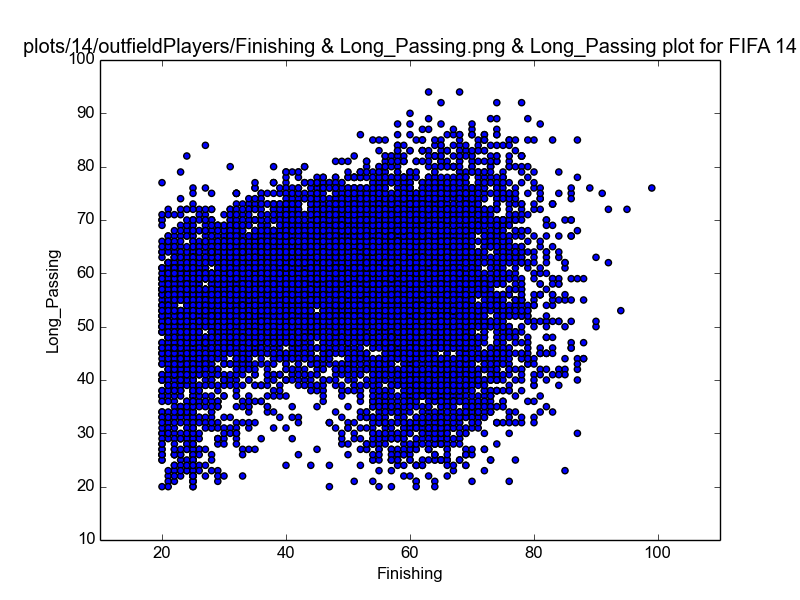 plots/14/outfieldPlayers/Finishing & Long_Passing.png & Long_Passing plot for FIFA 14
100
90
80
70
60
50
40
30
20
10
Long_Passing
20 40 60 80 100
Finishing